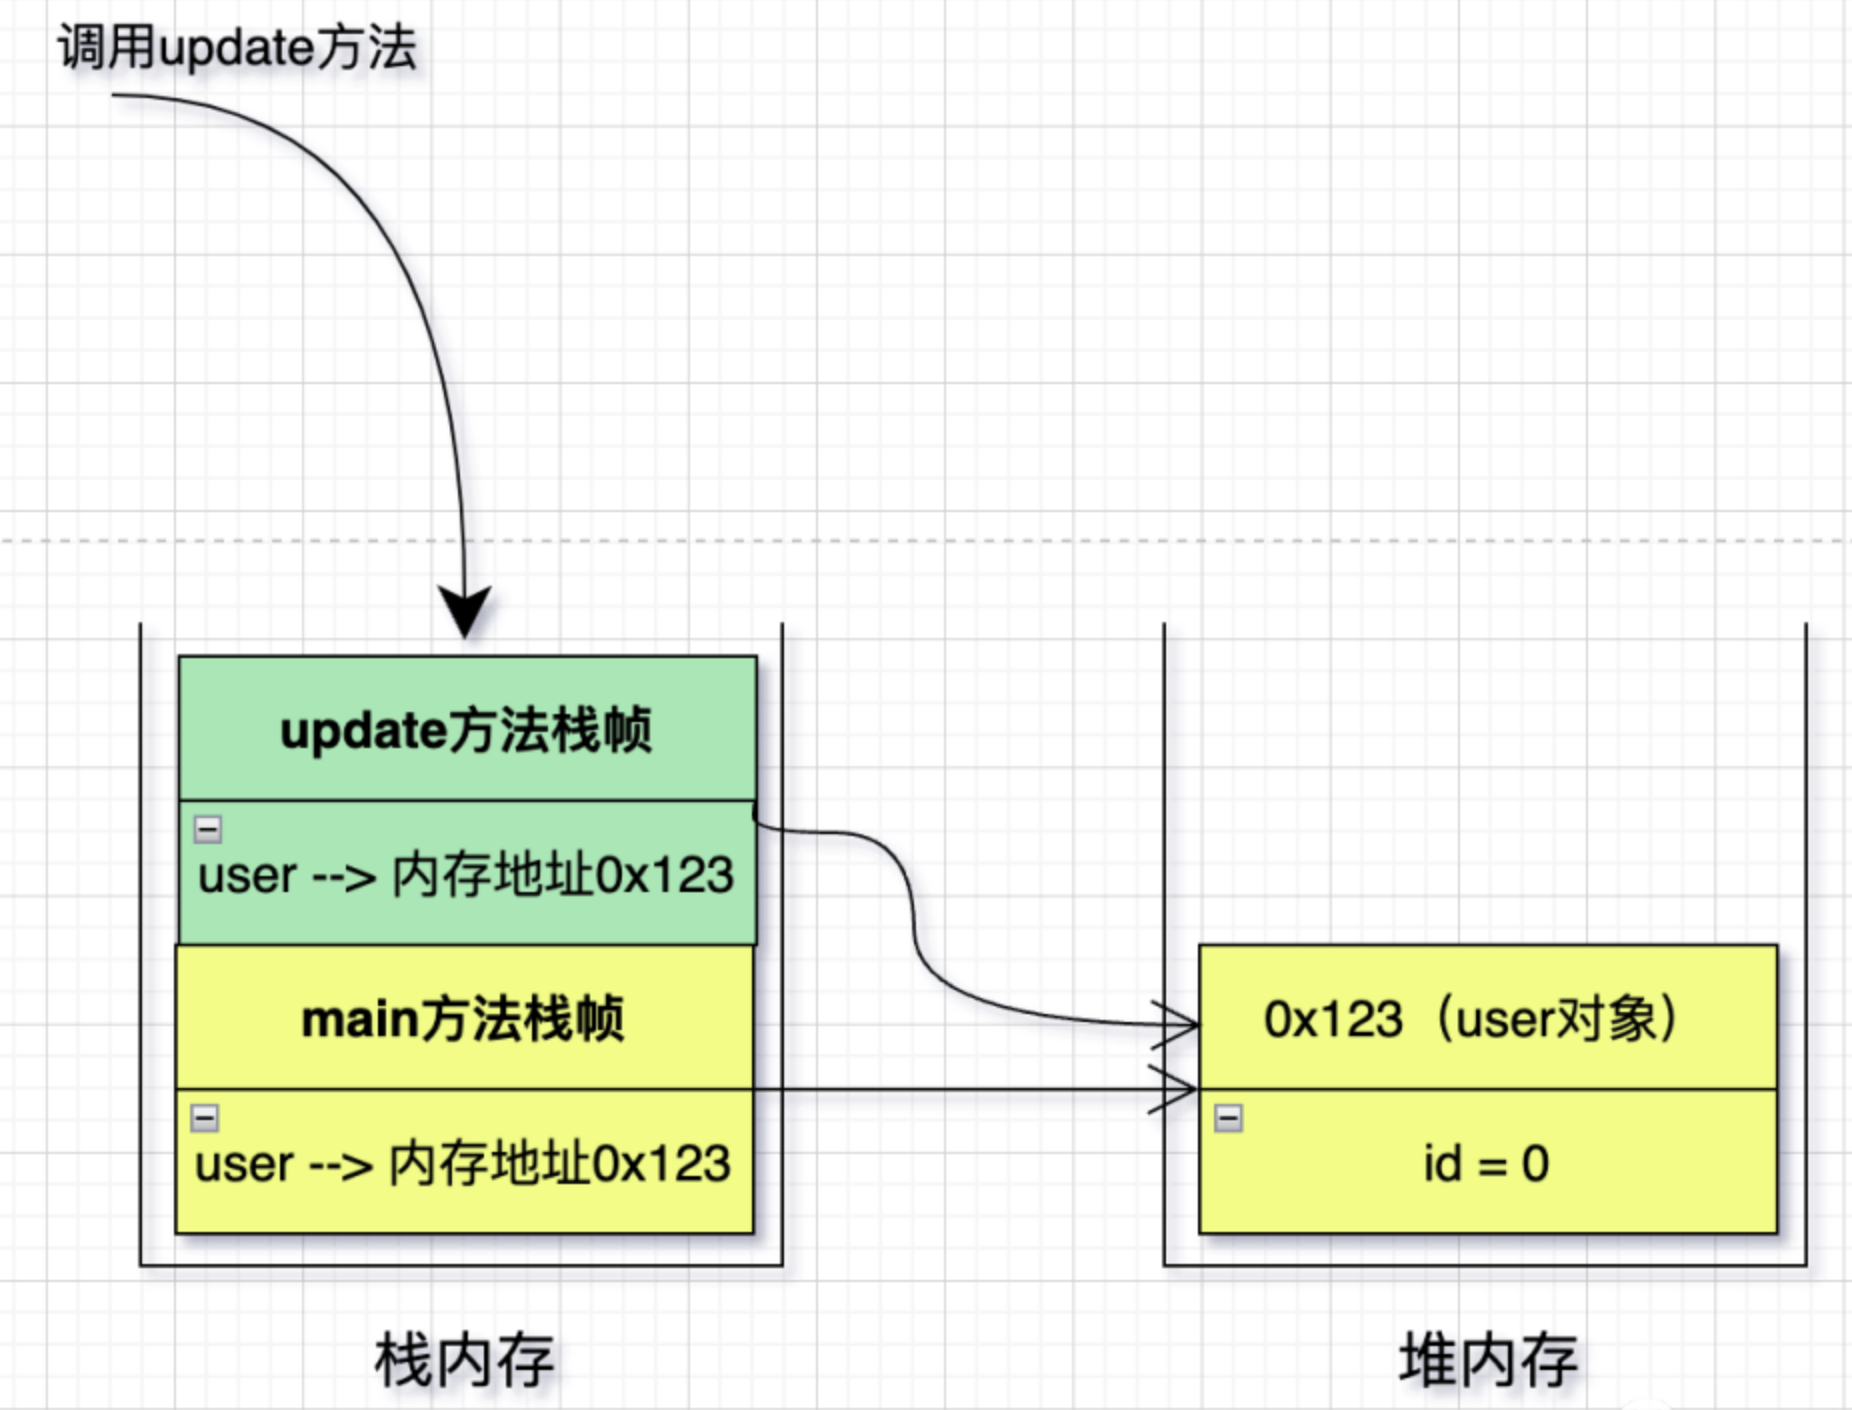 调用update方法
update方法栈帧
user --> 内存地址0x123
main方法栈帧
user --> 内存地址0x123
0x123（user对象）
id = 0
栈内存
堆内存